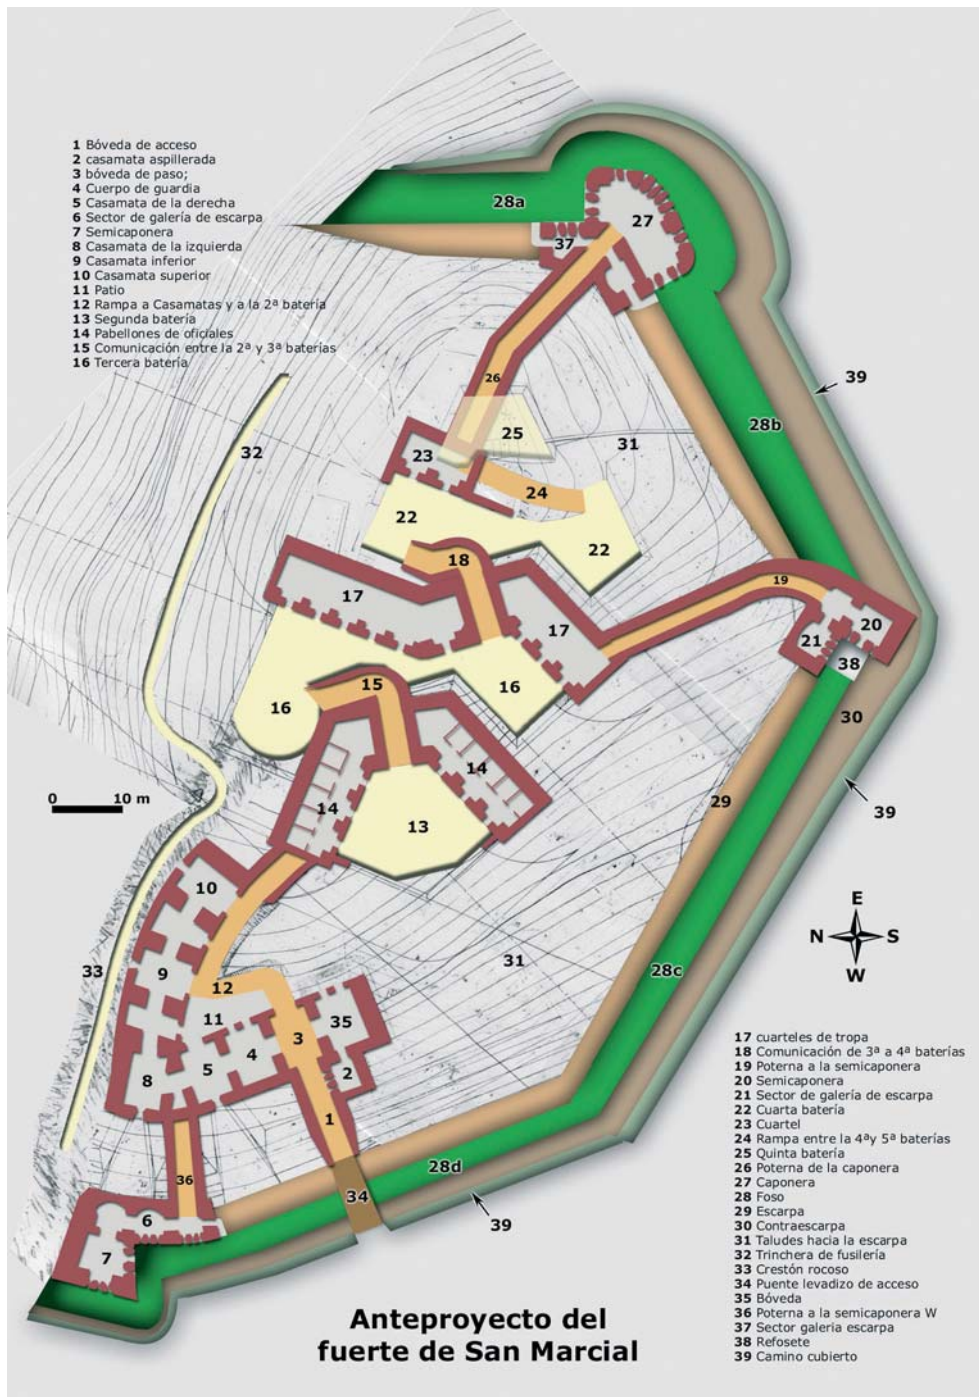 1 Bóveda de acceso
2 casamata aspillerada
3 bóveda de paso;
4 Cuerpo de guardia
5 Casamata de la derecha
6 Sector de galería de escarpa
7 Semicaponera
8 Casamata de la izquierda
9 Casamata inferior
10 Casamata superior
11 Patio
12 Rampa a Casamatas y a la 2ª batería
13 Segunda batería
14 Pabellones de oficiales
15 Comunicación entre la 2ª y 3ª baterías
16 Tercera batería
28a
27
37
39
26
28b
32
25
31
23
24
22
22
18
19
17
17
20
21
38
15
16
16
30
14
14
0 10 m
29
39
13
10
E
N S
W
33
9
12
31
28c
11
35
3
4
5
2
8
1
28d
36
34
39
6
7
17 cuarteles de tropa
18 Comunicación de 3ª a 4ª baterías
19 Poterna a la semicaponera
20 Semicaponera
21 Sector de galería de escarpa
22 Cuarta batería
23 Cuartel
24 Rampa entre la 4ªy 5ª baterías
25 Quinta batería
26 Poterna de la caponera
27 Caponera
28 Foso
29 Escarpa
30 Contraescarpa
31 Taludes hacia la escarpa
32 Trinchera de fusilería
33 Crestón rocoso
34 Puente levadizo de acceso
35 Bóveda
36 Poterna a la semicaponera W
37 Sector galeria escarpa
38 Refosete
39 Camino cubierto
Anteproyecto del
fuerte de San Marcial